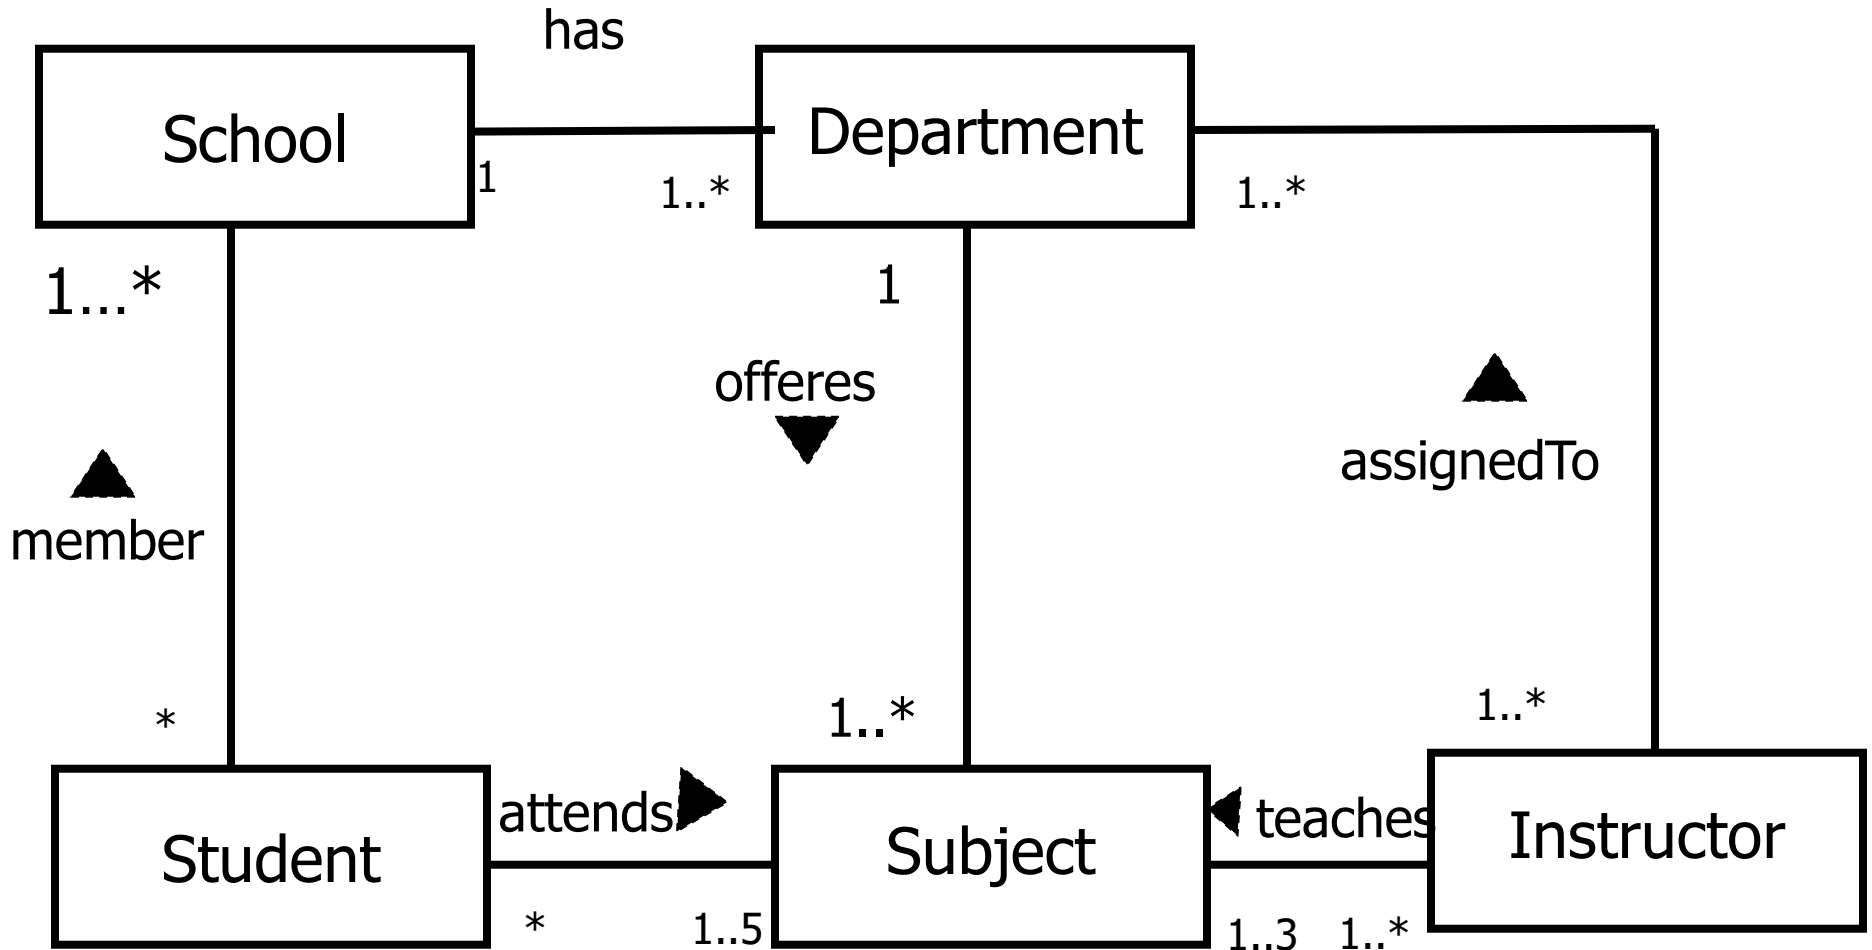 has
School
Department
1
1..*
1..*
1...*
1
offeres
assignedTo
member
*
1..*
1..*
attends
teaches
Student
Subject
Instructor
*
1..5
1..3
1..*